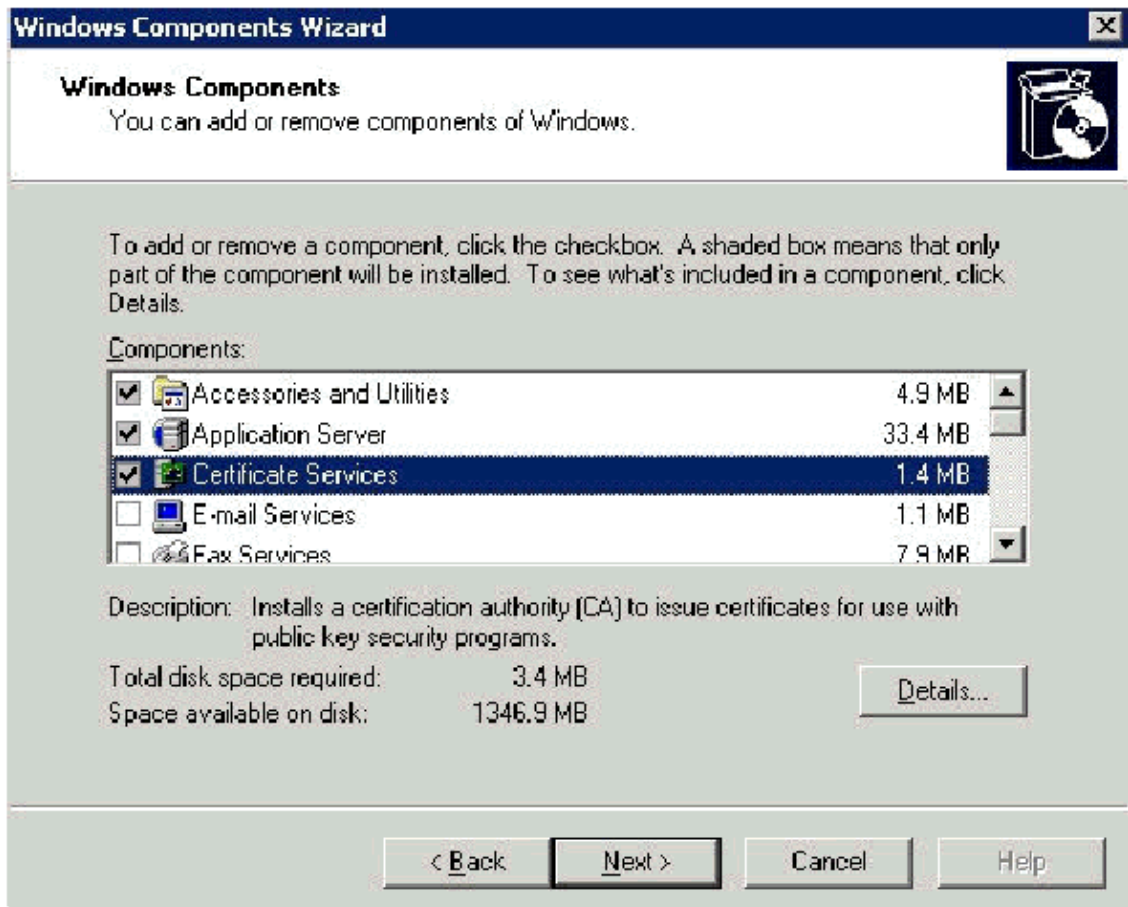 Windows Components Wizard
Windows Components
You can add or remove components of Windows.
To add or remove a component, click the checkbox. A shaded box means that only
part of the component will be installed. To see what's included in a component, click
Details.
Components:
Accessories and Utilities 4.9 MB
Application Server 33.4 MB
Certificate Services 1.4 MB
E-mail Services 1.1 MB
Fax Services 7.9 MB
Description: Installs a certification authority (CA) to issue certificates for use with
public key security programs.
Total disk space required: 3.4 MB
Space available on disk: 1346.9 MB
Details...
< Back Next > Cancel Help